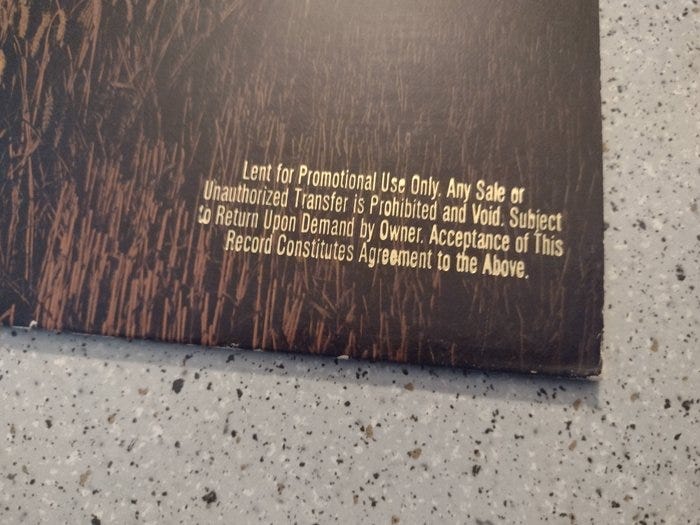 Lent for Promotional Use Only. Any Sale or
Unauthorized Transfer is Prohibited and Void. Subject
to Return Upon Demand by Owner. Acceptance of This
Record Constitutes Agreement to the Above.